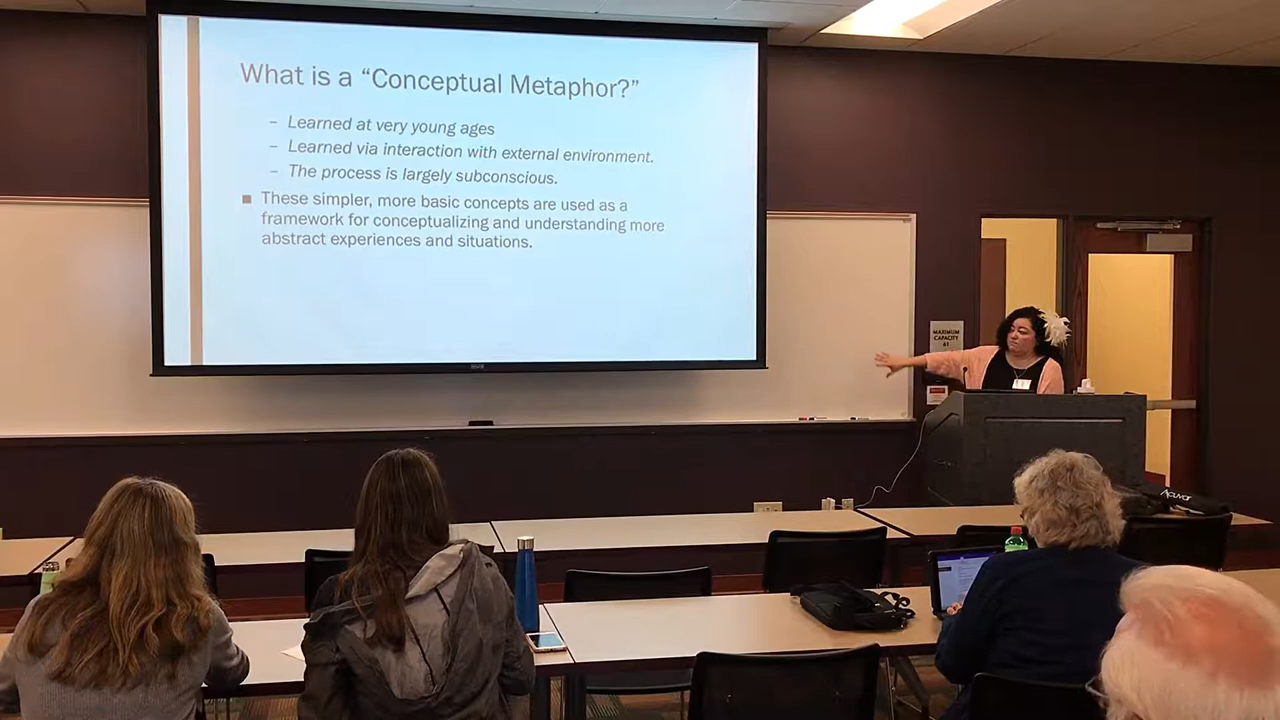 What is a “Conceptual Metaphor?”
– Learned at very young ages
– Learned via interaction with external environment.
– The process is largely subconscious.
■ These simpler, more basic concepts are used as a
framework for conceptualizing and understanding more
abstract experiences and situations.
MAXIMUM
CAPACITY
61